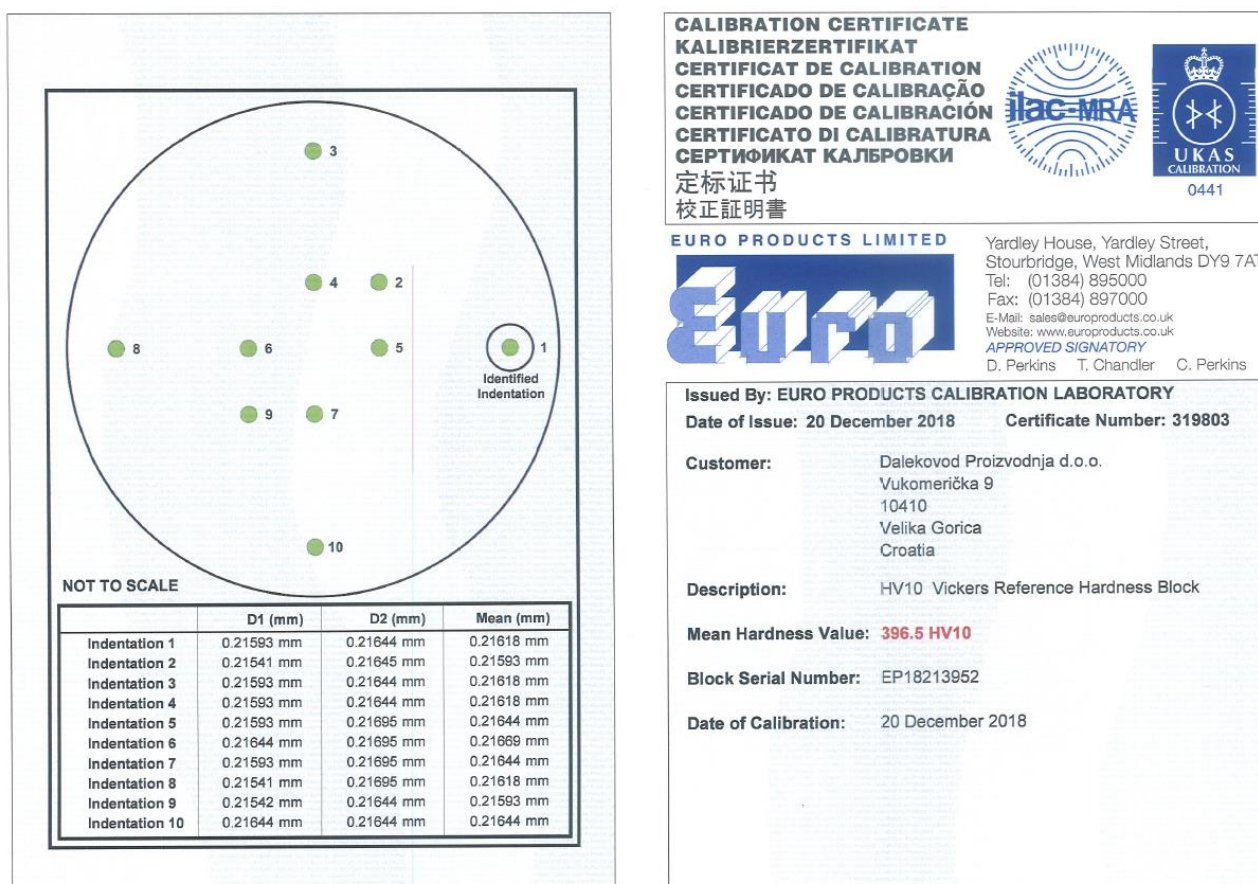 3
4
2
8
6
5
1
Identified
Indentation
9
7
10
NOT TO SCALE
D1 (mm) D2 (mm) Mean (mm)
Indentation 1 0.21593 mm 0.21644 mm 0.21618 mm
Indentation 2 0.21541 mm 0.21645 mm 0.21593 mm
Indentation 3 0.21593 mm 0.21644 mm 0.21618 mm
Indentation 4 0.21593 mm 0.21644 mm 0.21618 mm
Indentation 5 0.21593 mm 0.21695 mm 0.21644 mm
Indentation 6 0.21644 mm 0.21695 mm 0.21669 mm
Indentation 7 0.21593 mm 0.21695 mm 0.21644 mm
Indentation 8 0.21541 mm 0.21695 mm 0.21618 mm
Indentation 9 0.21542 mm 0.21644 mm 0.21593 mm
Indentation 10 0.21644 mm 0.21644 mm 0.21644 mm
CALIBRATION CERTIFICATE
KALIBRIERZERTIFIKAT
CERTIFICAT DE CALIBRATION
CERTIFICADO DE CALIBRAÇÃO
CERTIFICADO DE CALIBRACIÓN
CERTIFICATO DI CALIBRATURA
СЕРТИФИКАТ КАЛБРОВКИ
定标证书
校正証明書
ilac-MRA
UKAS
CALIBRATION
0441
EURO PRODUCTS LIMITED
Euro
Yardley House, Yardley Street,
Stourbridge, West Midlands DY9 7AT
Tel: (01384) 895000
Fax: (01384) 897000
E-Mail: sales@europroducts.co.uk
Website: www.europroducts.co.uk
APPROVED SIGNATORY
D. Perkins T. Chandler C. Perkins
Issued By: EURO PRODUCTS CALIBRATION LABORATORY
Date of Issue: 20 December 2018 Certificate Number: 319803
Customer: Dalekovod Proizvodnja d.o.o.
Vukomerička 9
10410
Velika Gorica
Croatia
Description: HV10 Vickers Reference Hardness Block
Mean Hardness Value: 396.5 HV10
Block Serial Number: EP18213952
Date of Calibration: 20 December 2018